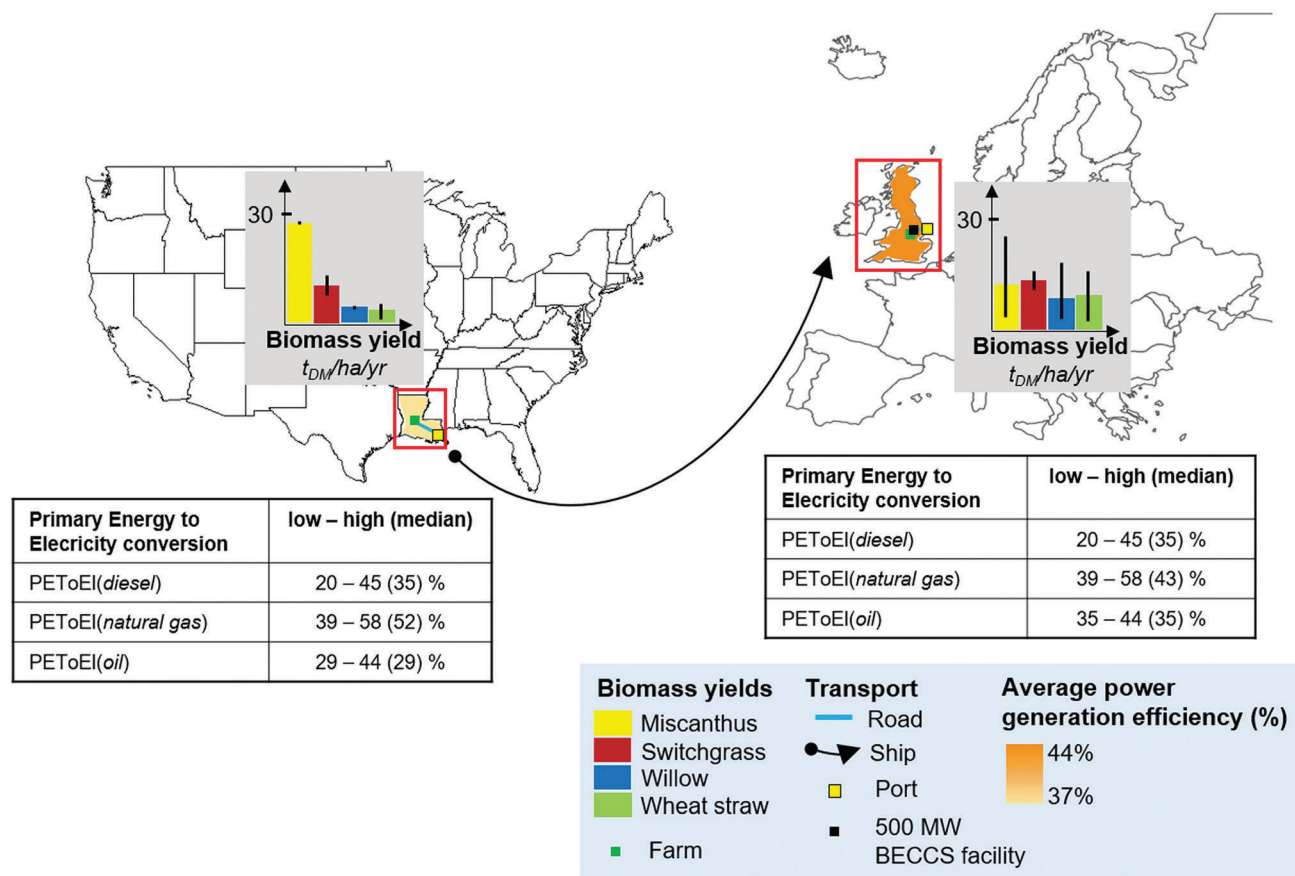 30
Biomass yield
t_DM/ha/yr
30
Biomass yield
t_DM/ha/yr
Primary Energy to
Elecricity conversion
low – high (median)
PEToEl(diesel)
20 – 45 (35) %
PEToEl(natural gas)
39 – 58 (52) %
PEToEl(oil)
29 – 44 (29) %
Primary Energy to
Elecricity conversion
low – high (median)
PEToEl(diesel)
20 – 45 (35) %
PEToEl(natural gas)
39 – 58 (43) %
PEToEl(oil)
35 – 44 (35) %
Biomass yields
Miscanthus
Switchgrass
Willow
Wheat straw
Farm
Transport
Road
Ship
Port
500 MW
BECCS facility
Average power
generation efficiency (%)
44%
37%